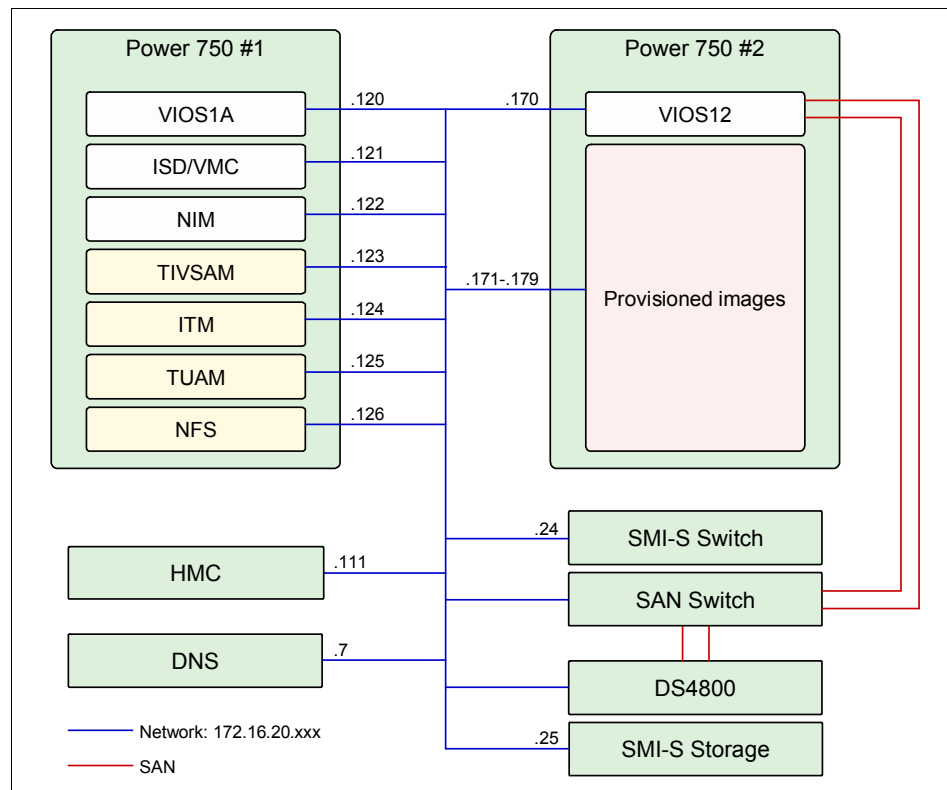 Power 750 #1
Power 750 #2
VIOS1A
.120
.170
VIOS12
ISD/VMC
.121
NIM
.122
TIVSAM
.123
.171-.179
Provisioned images
ITM
.124
TUAM
.125
NFS
.126
.24
SMI-S Switch
HMC
.111
SAN Switch
DNS
.7
DS4800
Network: 172.16.20.xxx
.25
SMI-S Storage
SAN